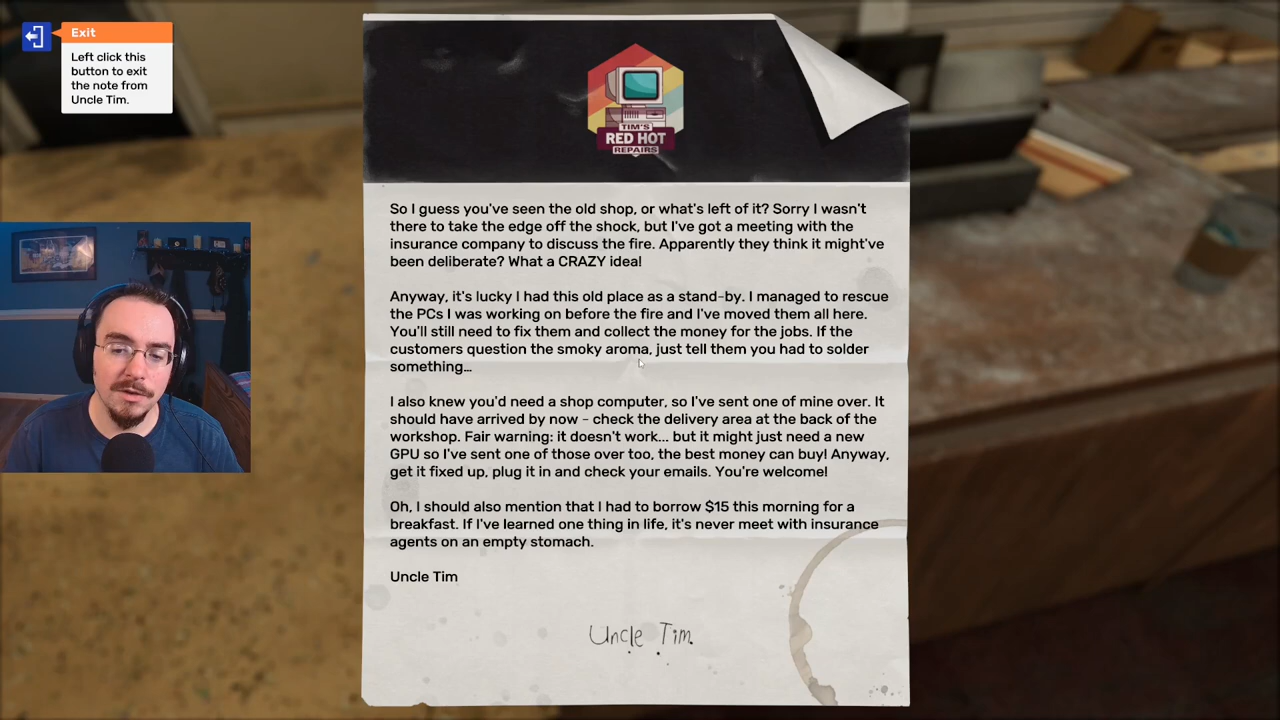 Exit
Left click this
button to exit
the note from
Uncle Tim.
TIM'S
RED HOT
REPAIRS
So I guess you've seen the old shop, or what's left of it? Sorry I wasn't
there to take the edge off the shock, but I've got a meeting with the
insurance company to discuss the fire. Apparently they think it might've
been deliberate? What a CRAZY idea!
Anyway, it's lucky I had this old place as a stand-by. I managed to rescue
the PCs I was working on before the fire and I've moved them all here.
You'll still need to fix them and collect the money for the jobs. If the
customers question the smoky aroma, just tell them you had to solder
something...
I also knew you'd need a shop computer, so I've sent one of mine over. It
should have arrived by now - check the delivery area at the back of the
workshop. Fair warning: it doesn't work... but it might just need a new
GPU so I've sent one of those over too, the best money can buy! Anyway,
get it fixed up, plug it in and check your emails. You're welcome!
Oh, I should also mention that I had to borrow $15 this morning for a
breakfast. If I've learned one thing in life, it's never meet with insurance
agents on an empty stomach.
Uncle Tim
Uncle Tim